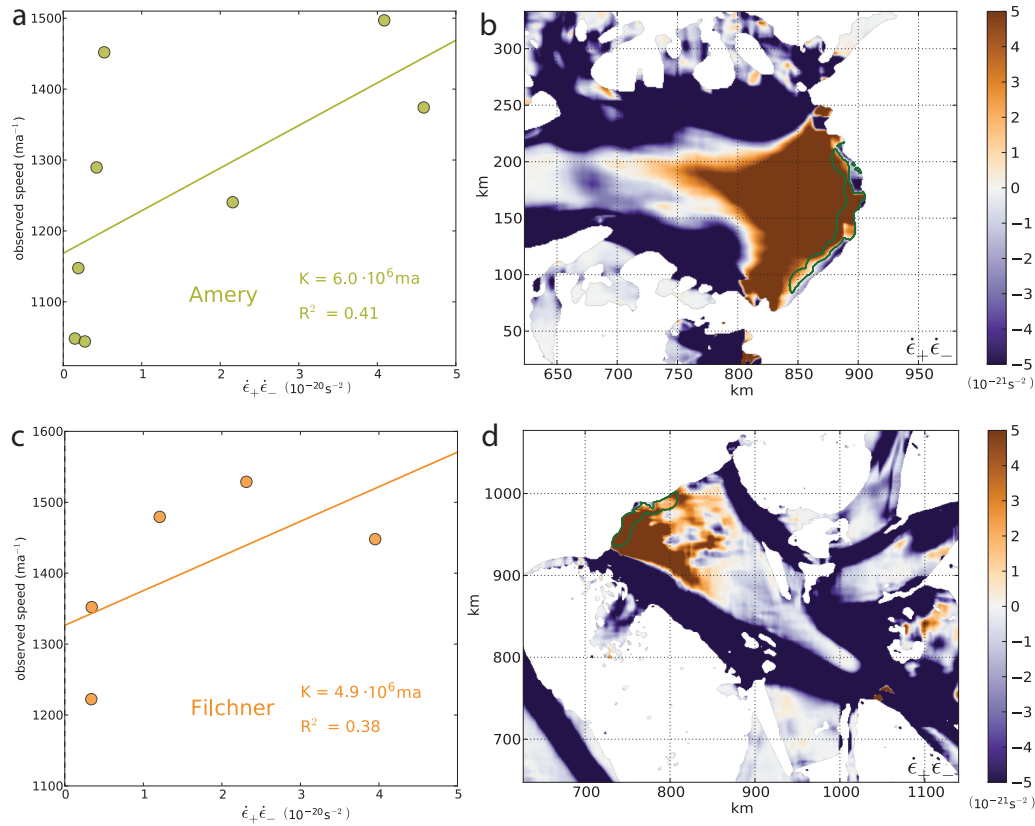 a
1500
1400
1300
1200
1100
observed speed (ma⁻¹)
Amery
K = 6.0 ·10⁶ma
R² = 0.41
0 1 2 3 4 5
ϵ̇₊ϵ̇₋ (10⁻²⁰s⁻²)
b
300
250
200
150
100
50
km
650 700 750 800 850 900 950
km
ϵ̇₊ϵ̇₋
5
4
3
2
1
0
−1
−2
−3
−4
−5
(10⁻²¹s⁻²)
c
1600
1500
1400
1300
1200
1100
observed speed (ma⁻¹)
Filchner
K = 4.9 ·10⁶ma
R² = 0.38
0 1 2 3 4 5
ϵ̇₊ϵ̇₋ (10⁻²⁰s⁻²)
d
1000
900
800
700
km
700 800 900 1000 1100
km
ϵ̇₊ϵ̇₋
5
4
3
2
1
0
−1
−2
−3
−4
−5
(10⁻²¹s⁻²)